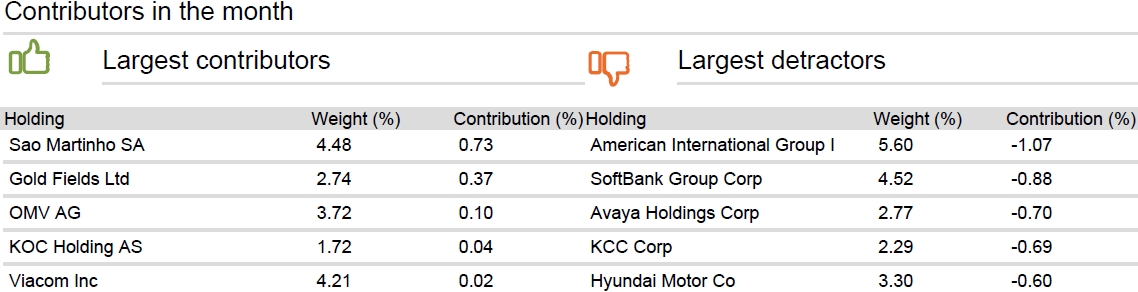 Contributors in the month
Largest contributors Largest detractors
Holding Weight (%) Contribution (%) Holding Weight (%) Contribution (%)
Sao Martinho SA 4.48 0.73 American International Group I 5.60 -1.07
Gold Fields Ltd 2.74 0.37 SoftBank Group Corp 4.52 -0.88
OMV AG 3.72 0.10 Avaya Holdings Corp 2.77 -0.70
KOC Holding AS 1.72 0.04 KCC Corp 2.29 -0.69
Viacom Inc 4.21 0.02 Hyundai Motor Co 3.30 -0.60